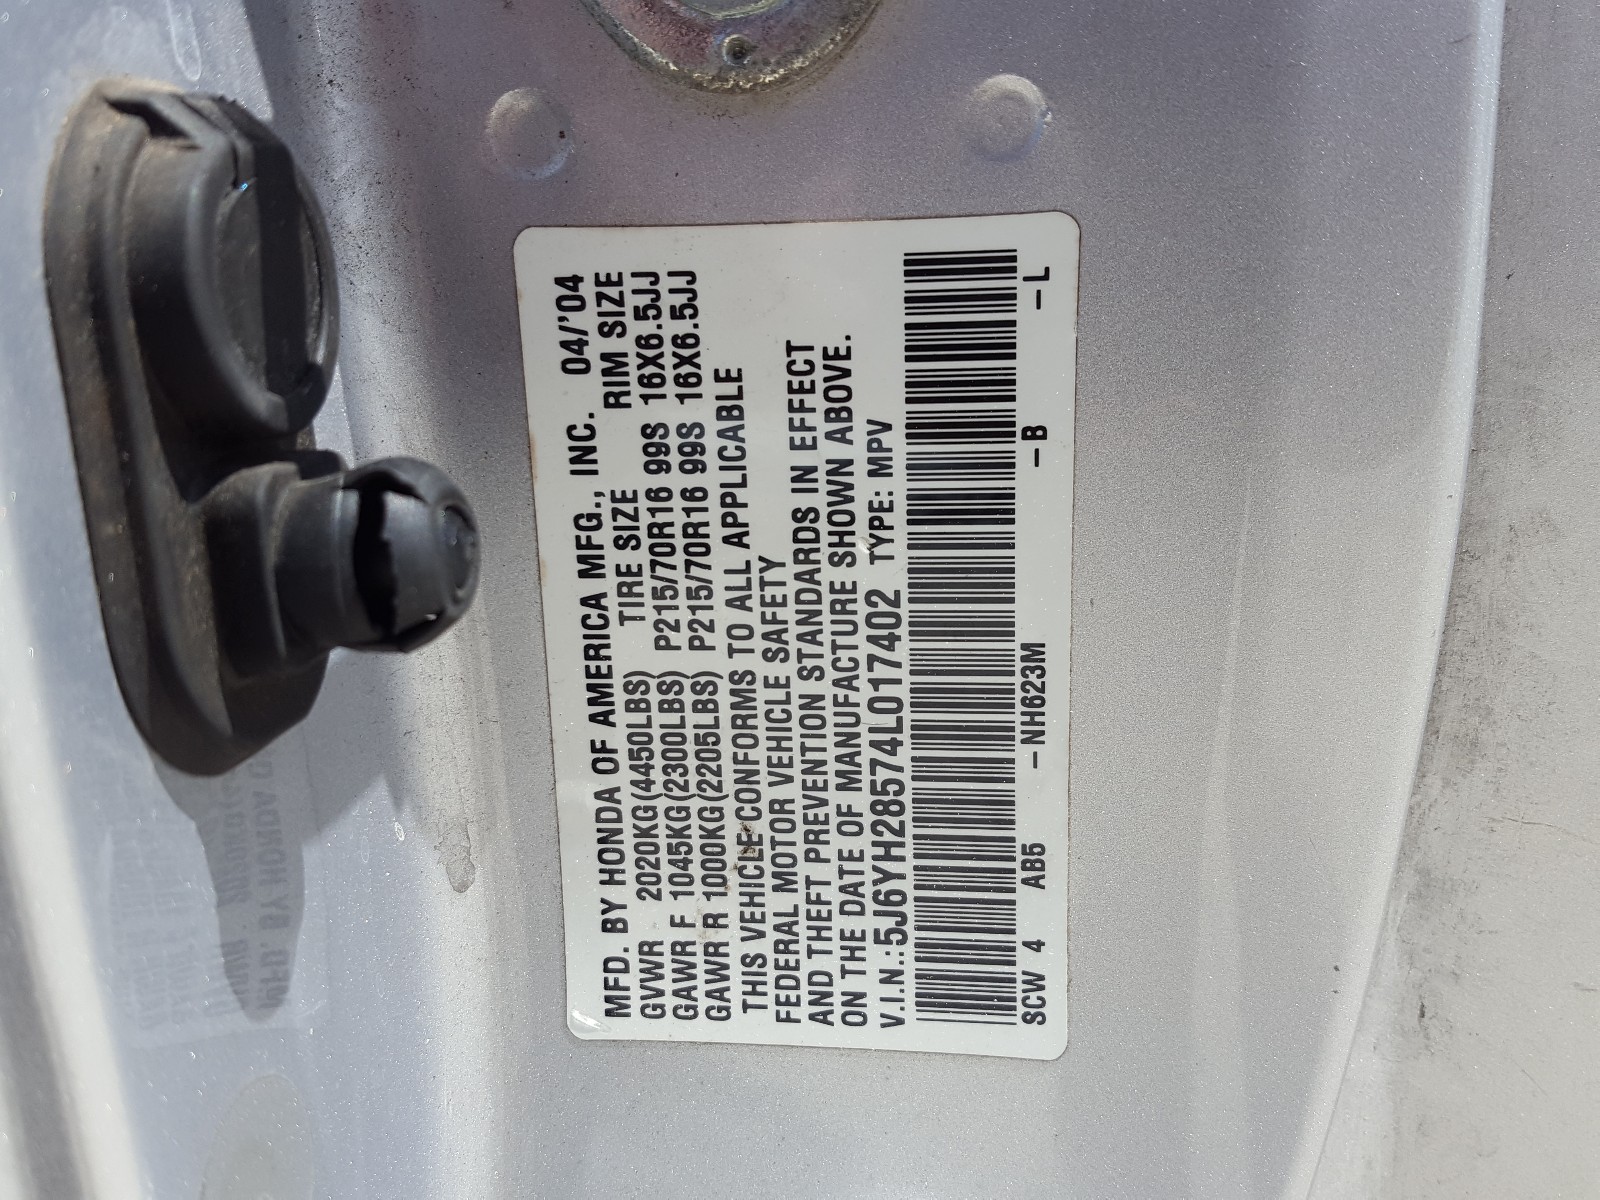 MFD. BY HONDA OF AMERICA MFG., INC. 04/'04
GVWR 2020KG(4450LBS) TIRE SIZE RIM SIZE
GAWR F 1045KG(2300LBS) P215/70R16 99S 16X6.5JJ
GAWR R 1000KG(2205LBS) P215/70R16 99S 16X6.5JJ
THIS VEHICLE CONFORMS TO ALL APPLICABLE
FEDERAL MOTOR VEHICLE SAFETY
AND THEFT PREVENTION STANDARDS IN EFFECT
ON THE DATE OF MANUFACTURE SHOWN ABOVE.
V.I.N.:5J6YH28574L017402 TYPE: MPV
SCW 4 AB5 –NH623M –B –L